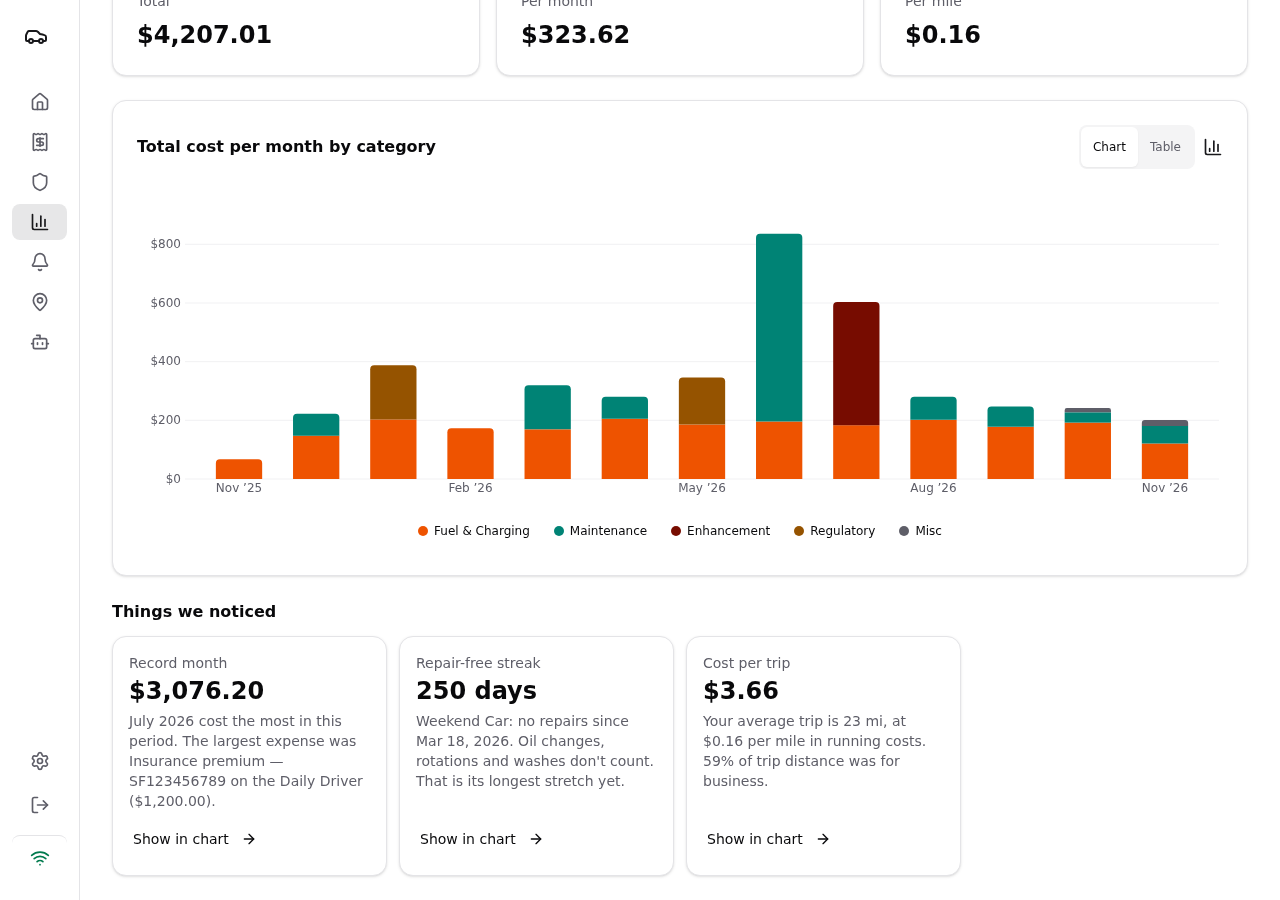 Total
Per month
Per mile
$4,207.01
$323.62
$0.16
Total cost per month by category
Chart
Table
$800
$600
$400
$200
$0
Nov ’25
Feb ’26
May ’26
Aug ’26
Nov ’26
Fuel & Charging
Maintenance
Enhancement
Regulatory
Misc
Things we noticed
Record month
$3,076.20
July 2026 cost the most in this
period. The largest expense was
Insurance premium —
SF123456789 on the Daily Driver
($1,200.00).
Show in chart
Repair-free streak
250 days
Weekend Car: no repairs since
Mar 18, 2026. Oil changes,
rotations and washes don't count.
That is its longest stretch yet.
Show in chart
Cost per trip
$3.66
Your average trip is 23 mi, at
$0.16 per mile in running costs.
59% of trip distance was for
business.
Show in chart